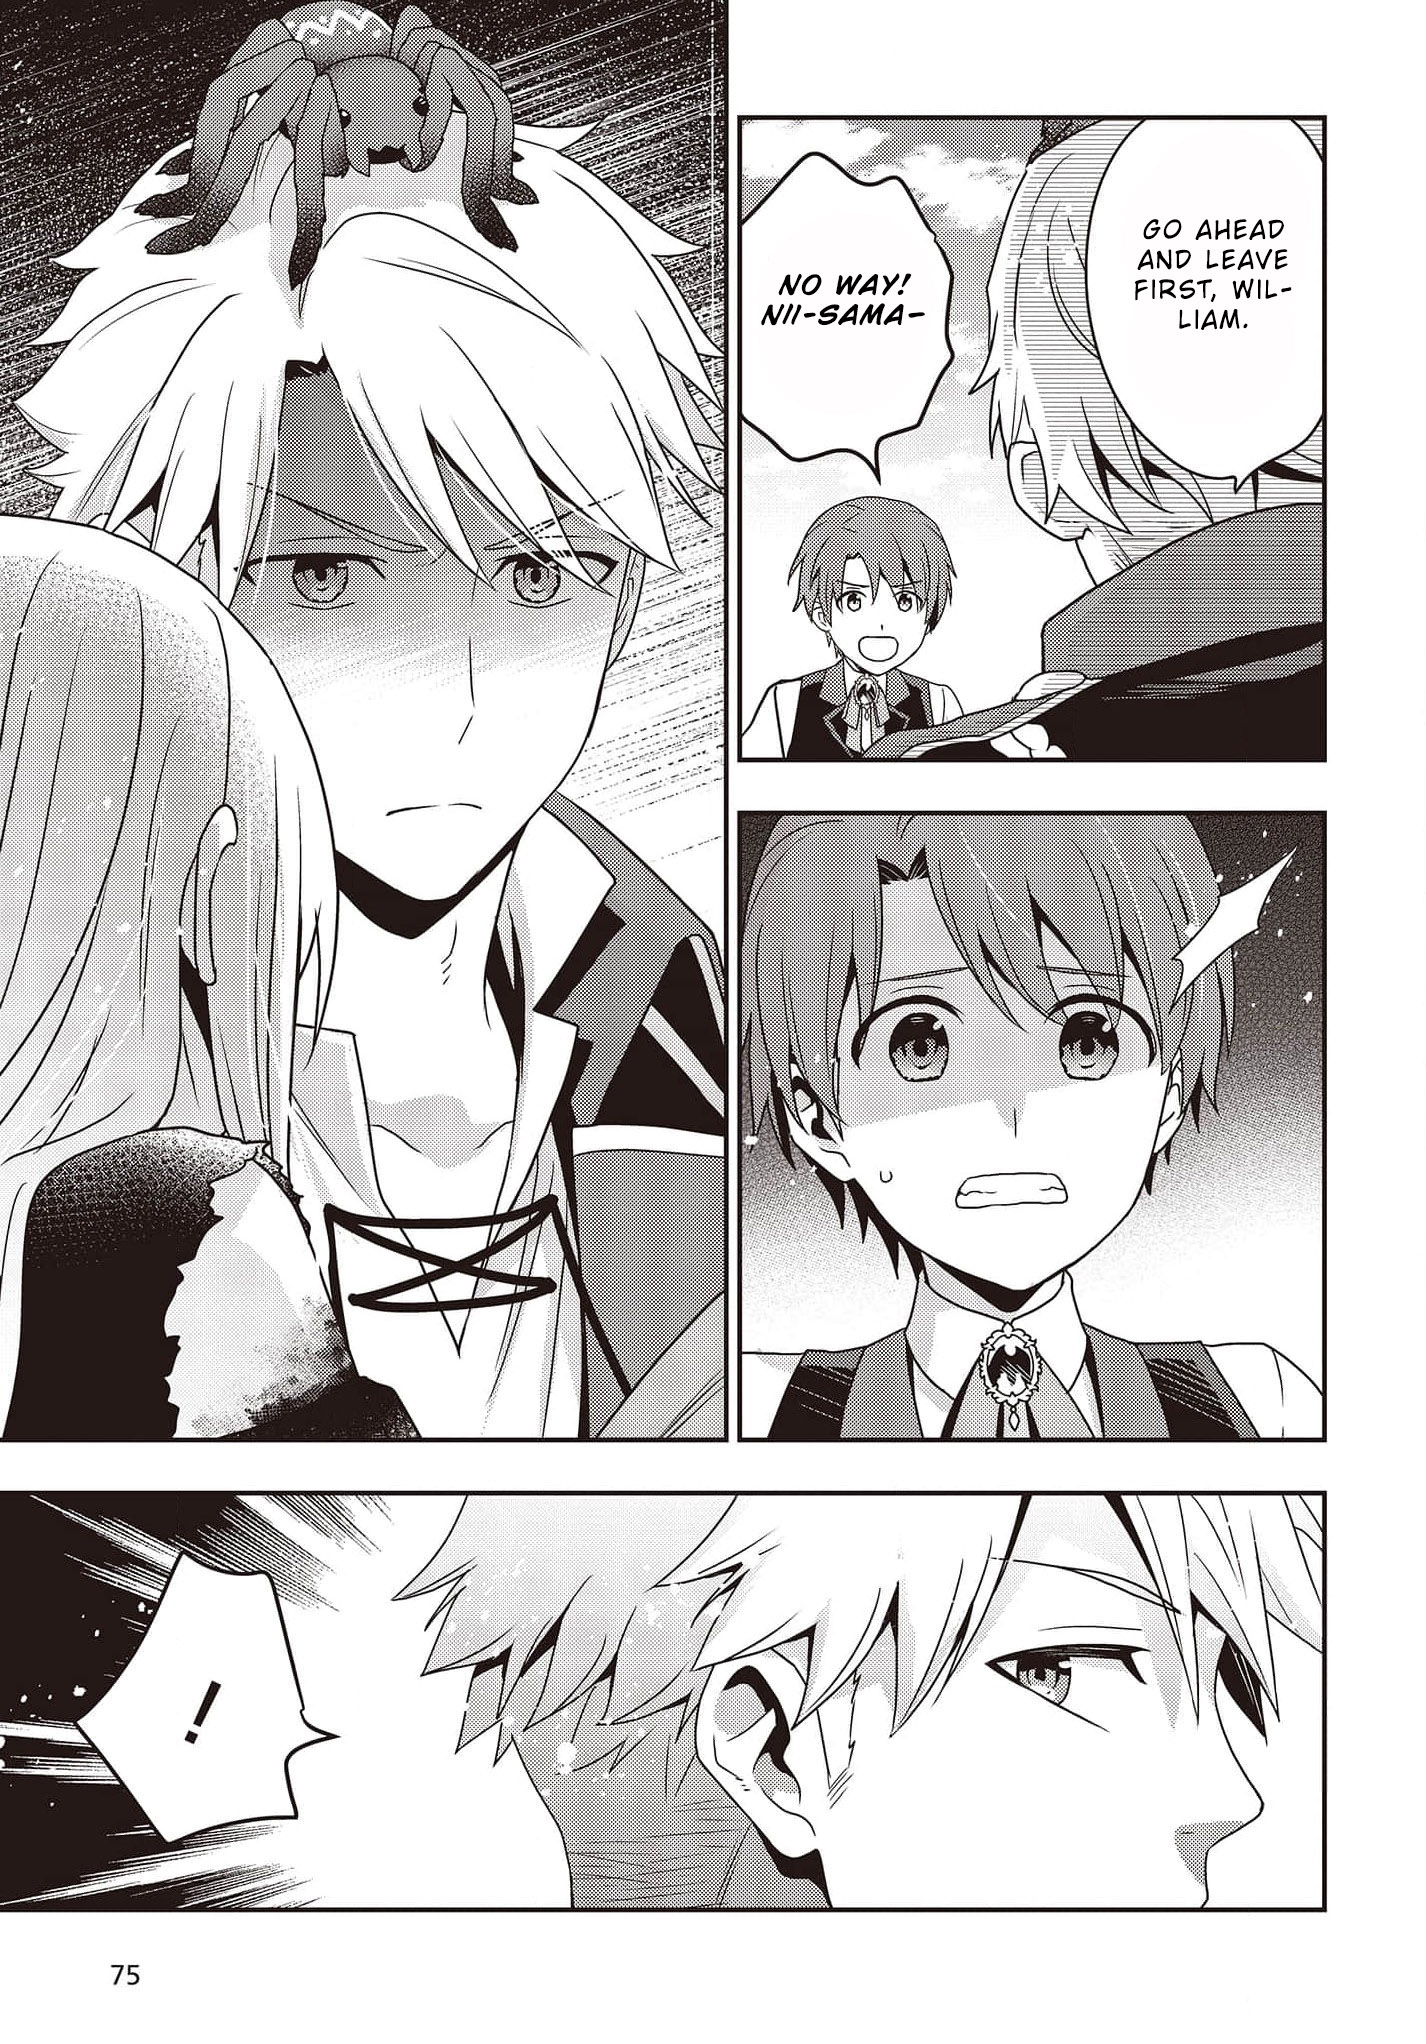 GO AHEAD
AND LEAVE
FIRST, WIL-
LIAM.
NO WAY!
NII-SAMA-
!
75